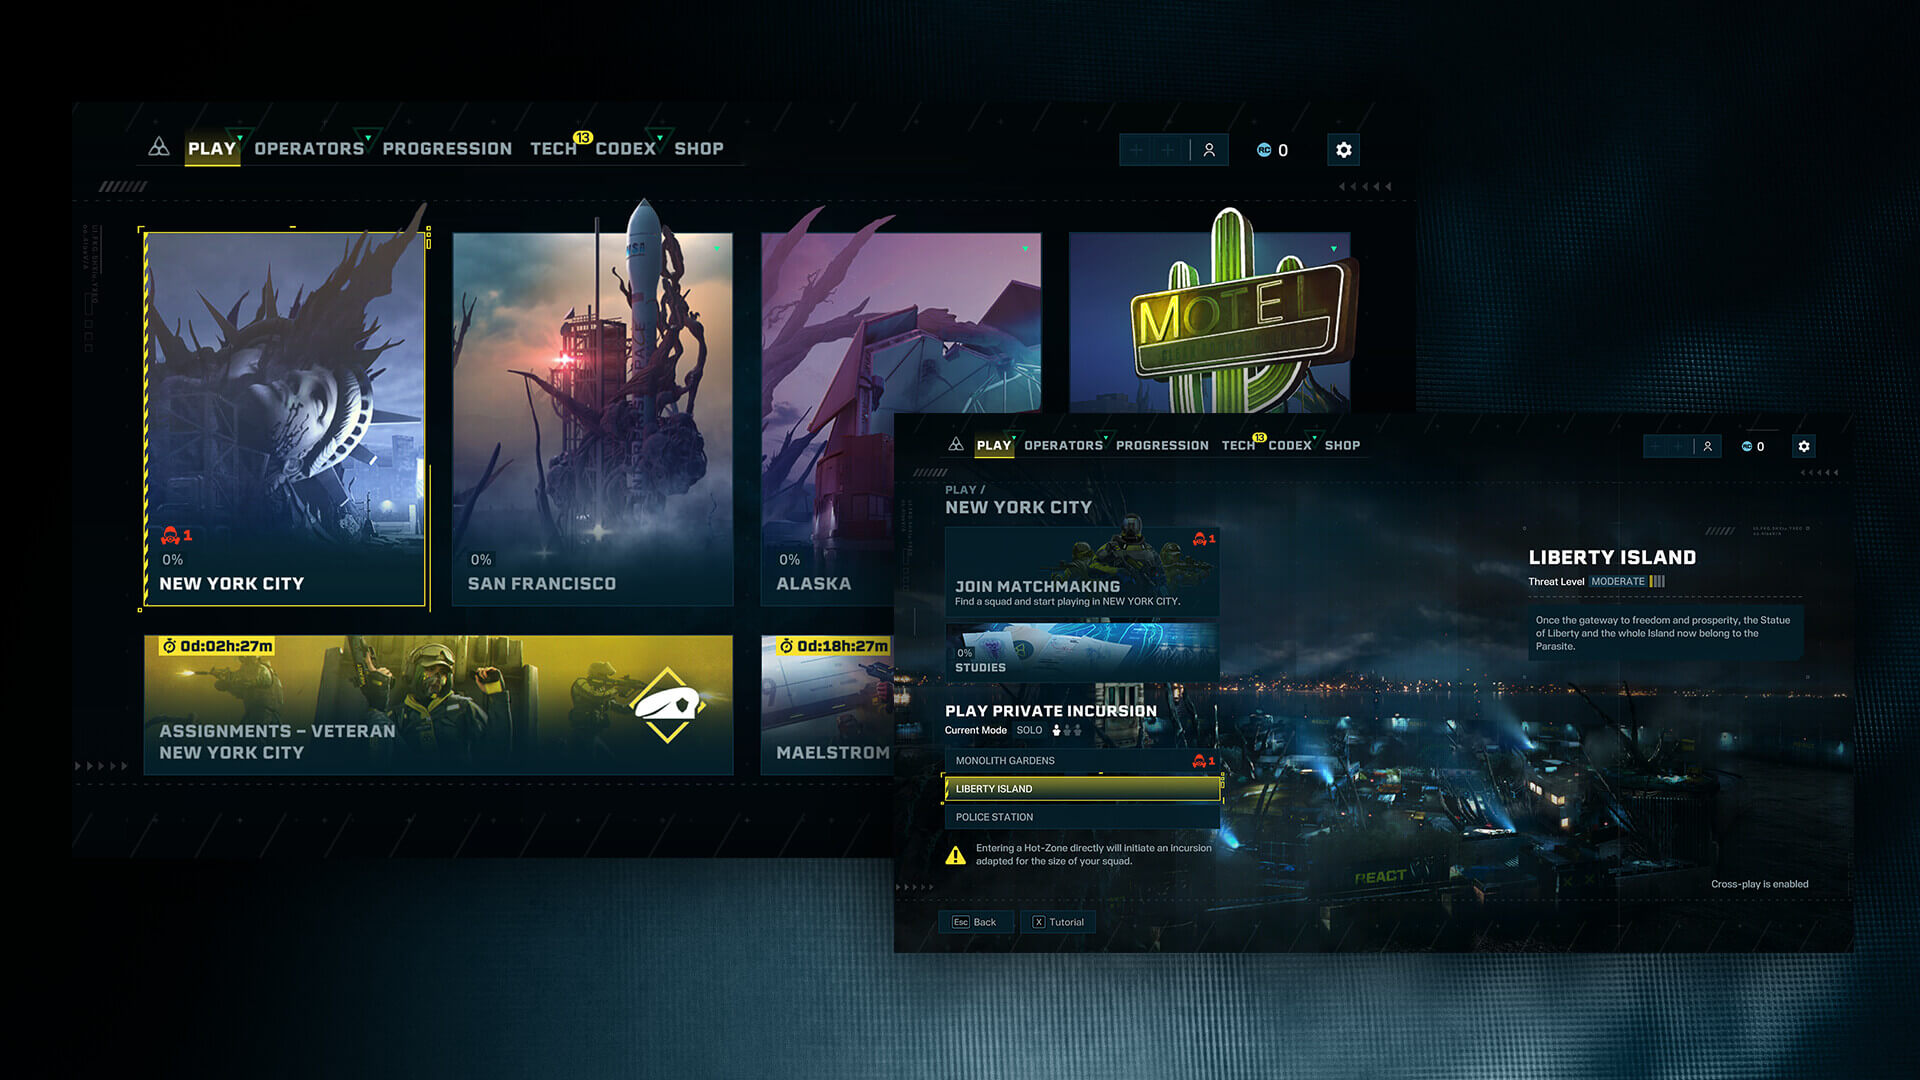 PLAY
OPERATORS
PROGRESSION
TECH
13
CODEX
SHOP
RC 0
0%
NEW YORK CITY
1
0%
SAN FRANCISCO
0%
ALASKA
MOTEL
0d:02h:27m
ASSIGNMENTS – VETERAN
NEW YORK CITY
0d:18h:27m
MAELSTROM
PLAY
OPERATORS
PROGRESSION
TECH
13
CODEX
SHOP
RC 0
PLAY /
NEW YORK CITY
1
JOIN MATCHMAKING
Find a squad and start playing in NEW YORK CITY.
0%
STUDIES
PLAY PRIVATE INCURSION
Current Mode SOLO
MONOLITH GARDENS 1
LIBERTY ISLAND
POLICE STATION
Entering a Hot-Zone directly will initiate an incursion
adapted for the size of your squad.
Esc Back
X Tutorial
LIBERTY ISLAND
Threat Level MODERATE
Once the gateway to freedom and prosperity, the Statue
of Liberty and the whole Island now belong to the
Parasite.
REACT
Cross-play is enabled